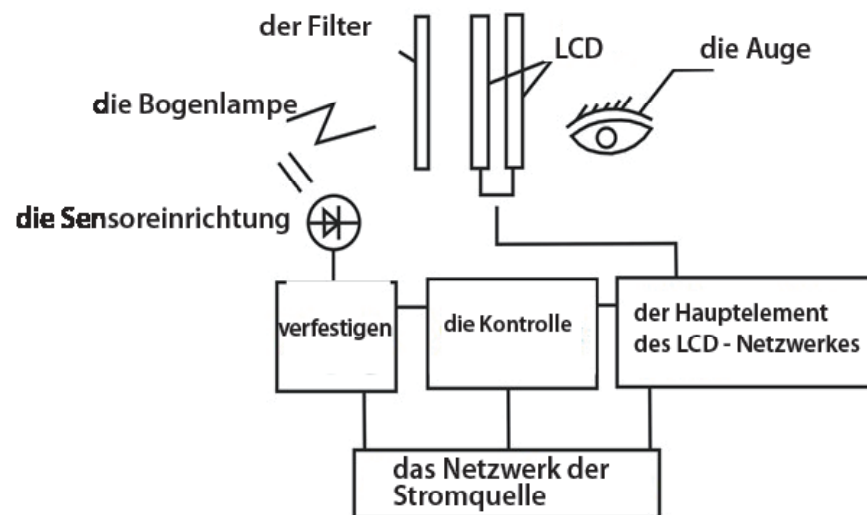 der Filter
LCD
die Auge
die Bogenlampe
die Sensoreinrichtung
verfestigen
die Kontrolle
der Hauptelement
des LCD - Netzwerkes
das Netzwerk der
Stromquelle